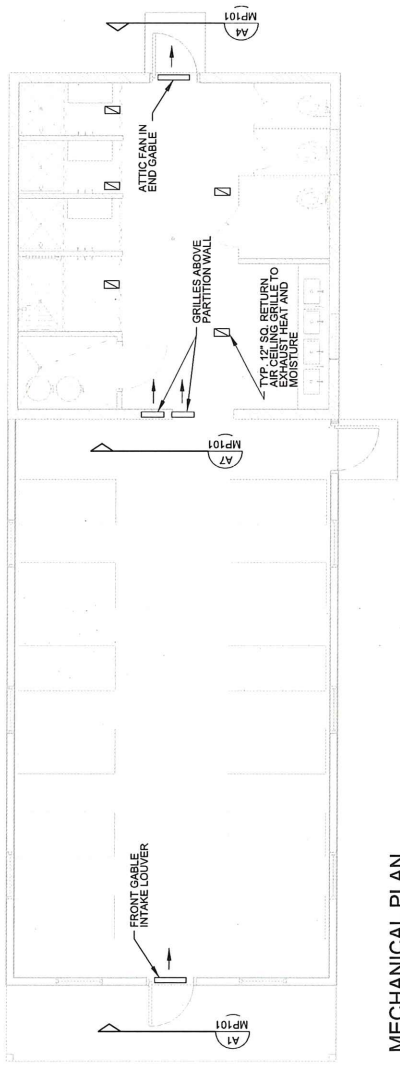 A4
MP101
ATTIC FAN IN
END GABLE
GRILLES ABOVE
PARTITION WALL
TYP. 12" SQ. RETURN
AIR CEILING GRILLE TO
EXHAUST HEAT AND
MOISTURE
A7
MP101
FRONT GABLE
INTAKE LOUVER
A1
MP101
MECHANICAL PLAN